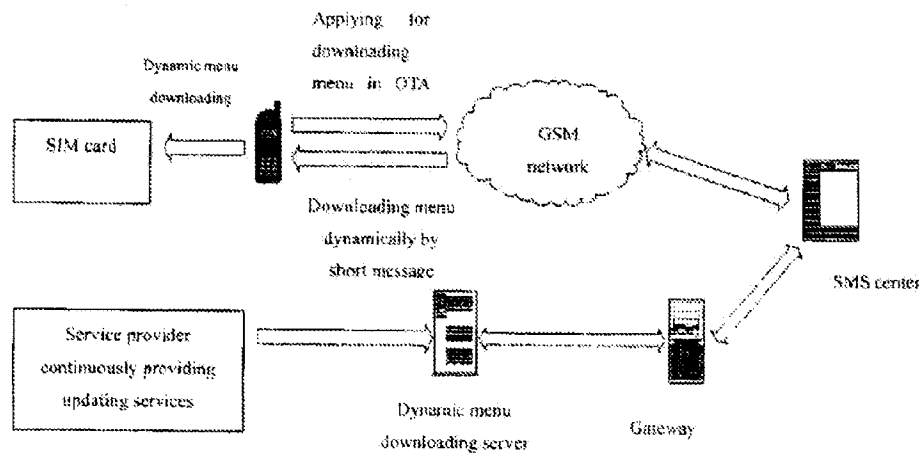 Applying for
downloading
menu in OTA
Dynamic menu
downloading
SIM card
GSM
network
Downloading menu
dynamically by
short message
SMS center
Service provider
continuously providing
updating services
Dynamic menu
downloading server
Gateway